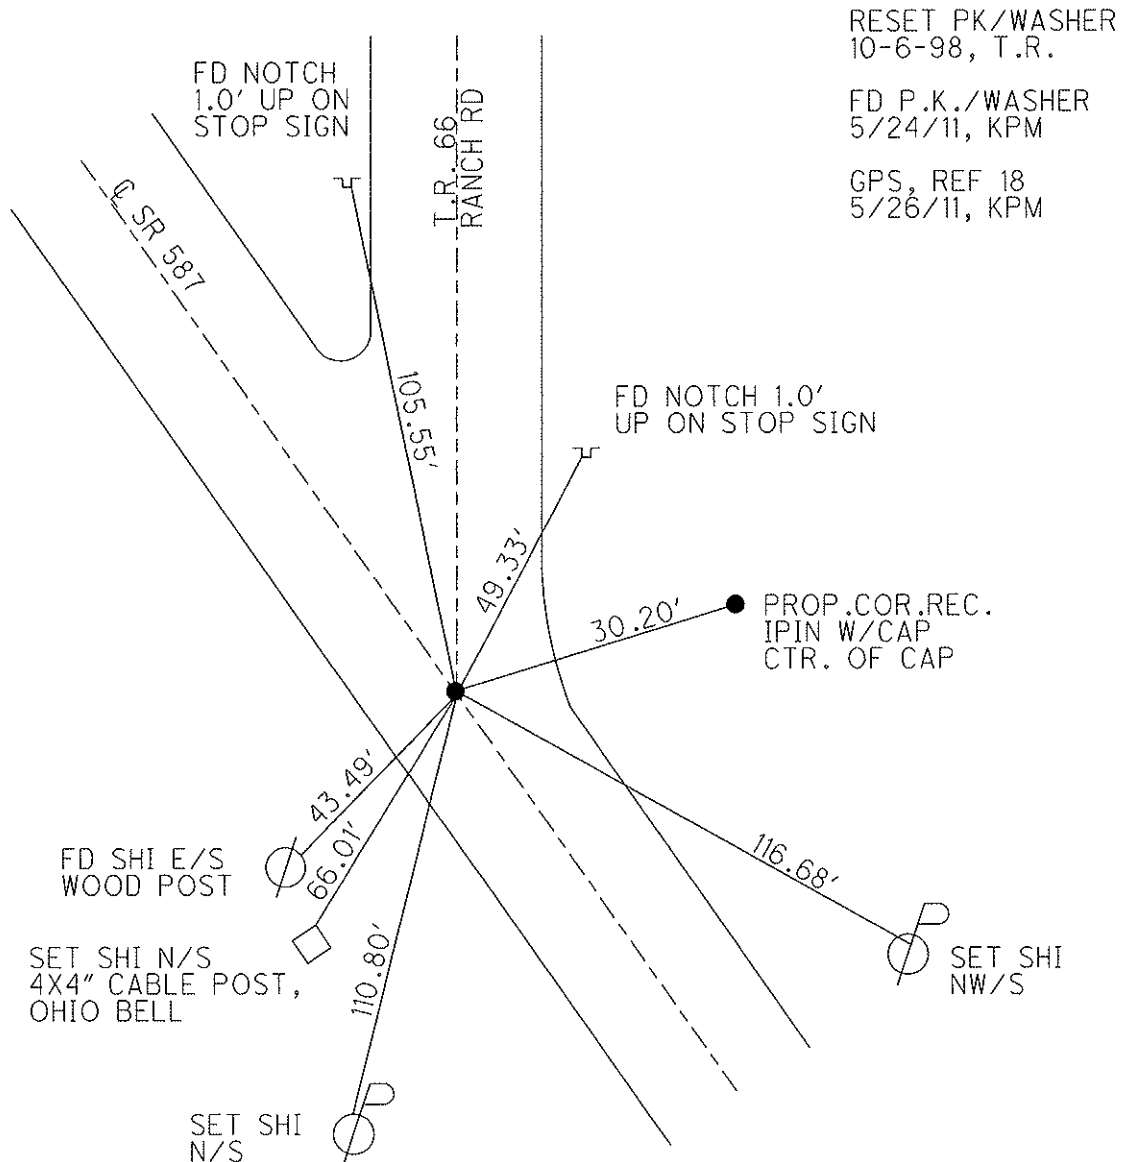 RESET PK/WASHER
10-6-98, T.R.
FD P.K./WASHER
5/24/11, KPM
GPS, REF 18
5/26/11, KPM
FD NOTCH
1.0' UP ON
STOP SIGN
T.R. 66
RANCH RD
℄ SR 587
105.55'
FD NOTCH 1.0'
UP ON STOP SIGN
49.33'
30.20'
PROP.COR.REC.
IPIN W/CAP
CTR. OF CAP
43.49'
FD SHI E/S
WOOD POST
66.01'
SET SHI N/S
4X4" CABLE POST,
OHIO BELL
110.80'
116.68'
SET SHI
NW/S
SET SHI
N/S